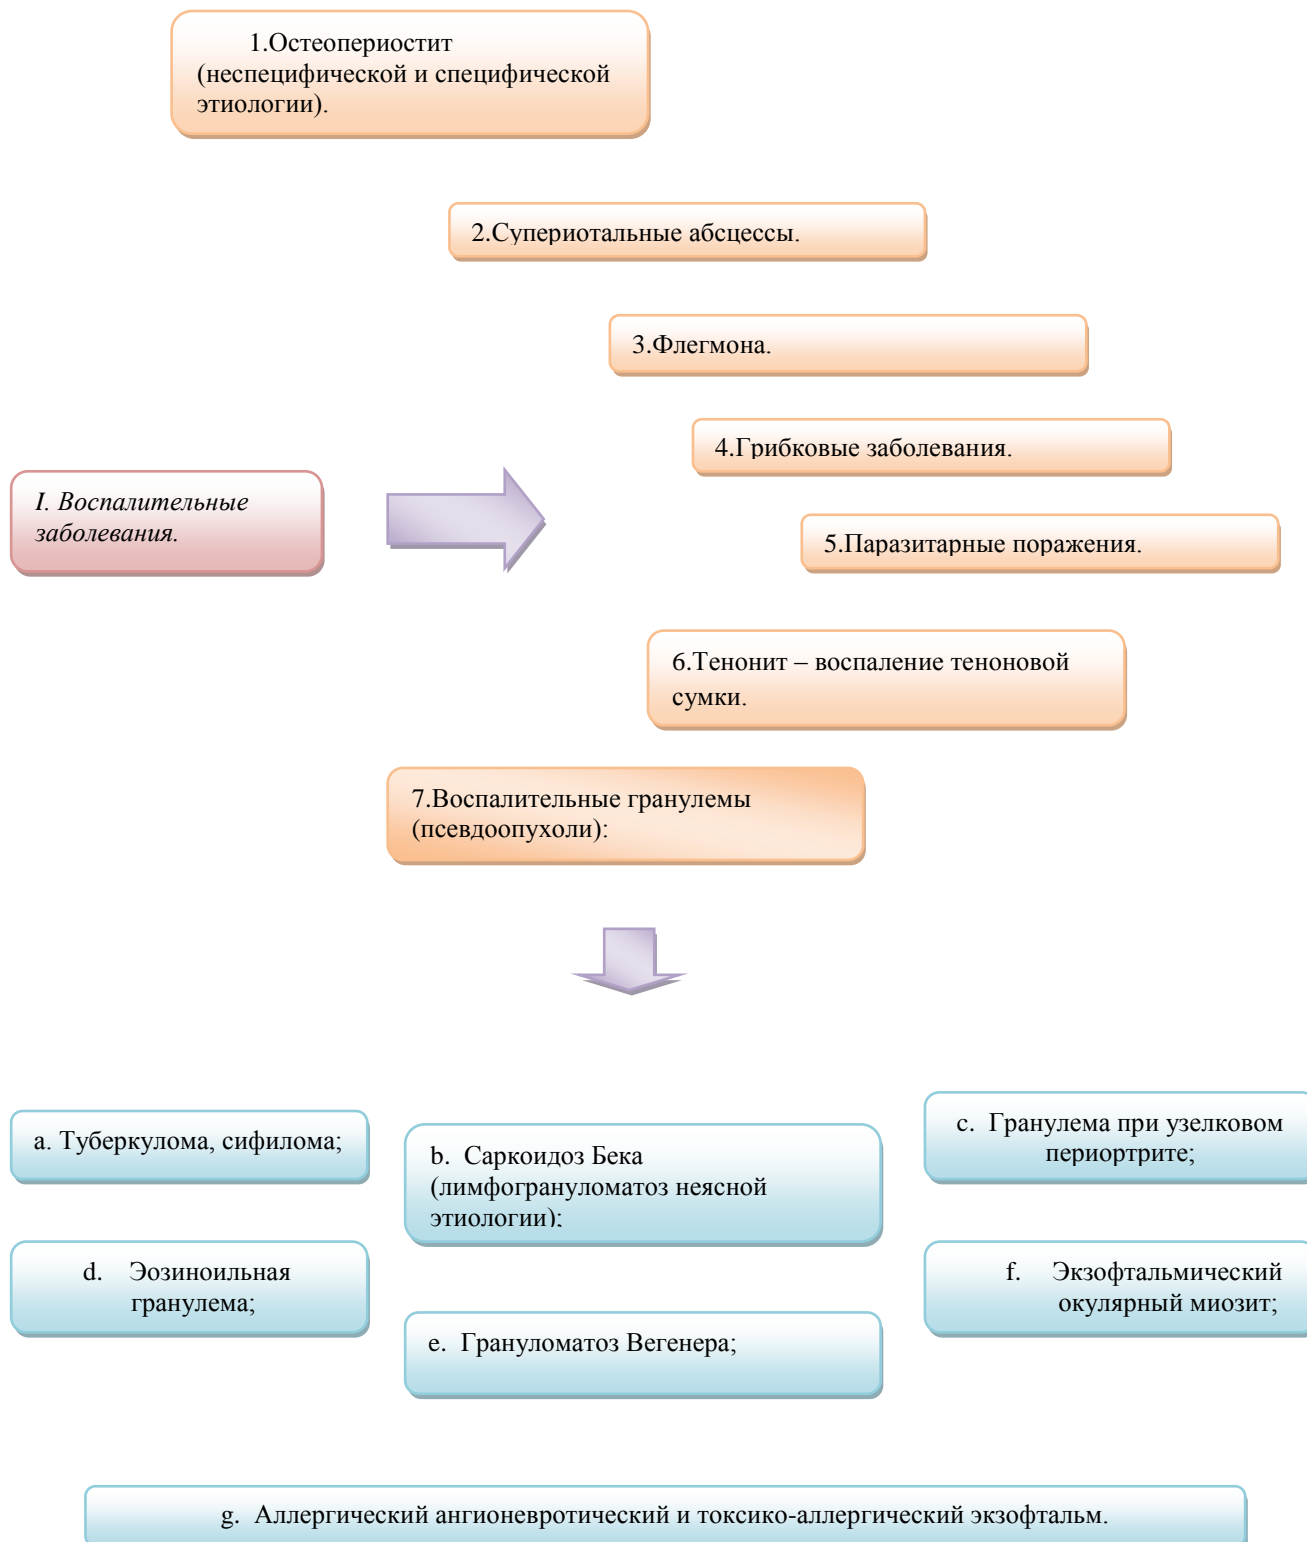 1.Остеопериостит
(неспецифической и специфической
этиологии).
2.Супериотальные абсцессы.
3.Флегмона.
4.Грибковые заболевания.
I. Воспалительные
заболевания.
5.Паразитарные поражения.
6.Тенонит – воспаление теноновой
сумки.
7.Воспалительные гранулемы
(псевдоопухоли):
a. Туберкулома, сифилома;
b. Саркоидоз Бека
(лимфогрануломатоз неясной
этиологии);
c. Гранулема при узелковом
периортрите;
d. Эозиноильная
гранулема;
e. Грануломатоз Вегенера;
f. Экзофтальмический
окулярный миозит;
g. Аллергический ангионевротический и токсико-аллергический экзофтальм.